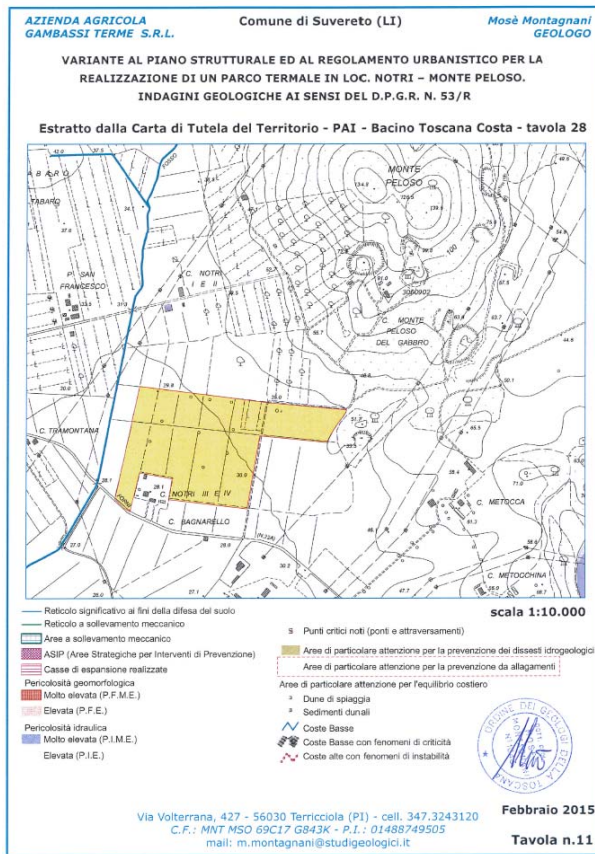 AZIENDA AGRICOLA
GAMBASSI TERME S.R.L.
Comune di Suvereto (LI)
Mosè Montagnani
GEOLOGO
VARIANTE AL PIANO STRUTTURALE ED AL REGOLAMENTO URBANISTICO PER LA
REALIZZAZIONE DI UN PARCO TERMALE IN LOC. NOTRI – MONTE PELOSO.
INDAGINI GEOLOGICHE AI SENSI DEL D.P.G.R. N. 53/R
Estratto dalla Carta di Tutela del Territorio - PAI - Bacino Toscana Costa - tavola 28
FOSSO
MONTE
PELOSO
TABARO
P. SAN
FRANCESCO
C. NOTRI
I E II
100
3060902
C. MONTE
PELOSO
DEL GABBRO
C. TRAMONTANA
C. NOTRI III E IV
C. BAGNARELLO
C. METOCCA
C. METOCCHINA
scala 1:10.000
Reticolo significativo ai fini della difesa del suolo
Reticolo a sollevamento meccanico
Aree a sollevamento meccanico
ASIP (Aree Strategiche per Interventi di Prevenzione)
Casse di espansione realizzate
Pericolosità geomorfologica
Molto elevata (P.F.M.E.)
Elevata (P.F.E.)
Pericolosità idraulica
Molto elevata (P.I.M.E.)
Elevata (P.I.E.)
Punti critici noti (ponti e attraversamenti)
Aree di particolare attenzione per la prevenzione dei dissesti idrogeologici
Aree di particolare attenzione per la prevenzione da allagamenti
Aree di particolare attenzione per l'equilibrio costiero
Dune di spiaggia
Sedimenti dunali
Coste Basse
Coste Basse con fenomeni di criticità
Coste alte con fenomeni di instabilità
ORDINE DEI GEOLOGI DELLA TOSCANA
Febbraio 2015
Via Volterrana, 427 - 56030 Terricciola (PI) - cell. 347.3243120
C.F.: MNT MSO 69C17 G843K - P.I.: 01488749505
mail: m.montagnani@studigeologici.it
Tavola n.11